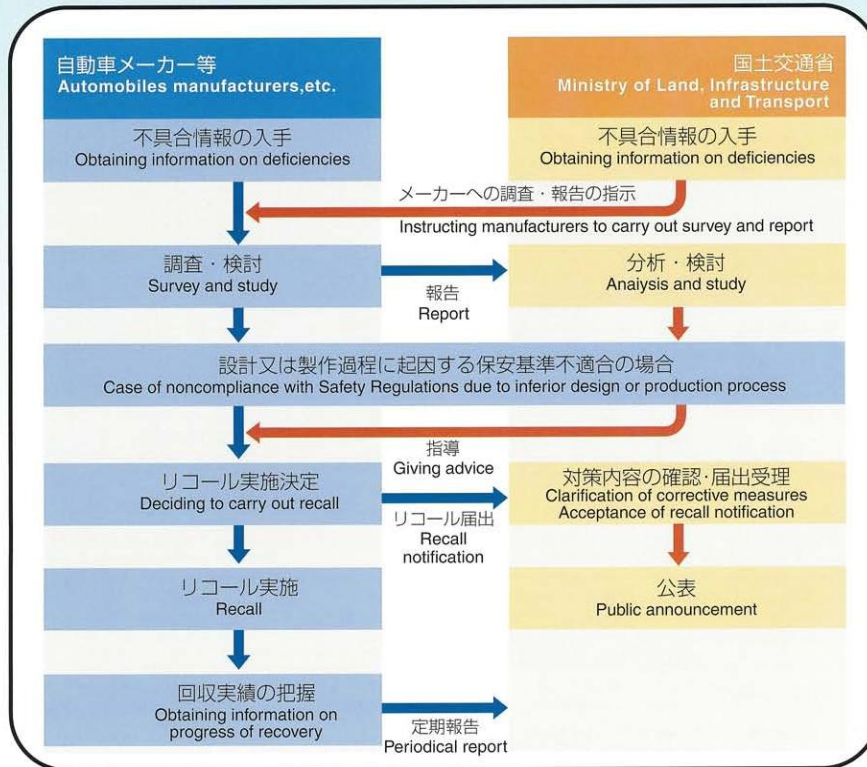 自動車メーカー等
Automobiles manufacturers,etc.
国土交通省
Ministry of Land, Infrastructure
and Transport
不具合情報の入手
Obtaining information on deficiencies
不具合情報の入手
Obtaining information on deficiencies
メーカーへの調査・報告の指示
Instructing manufacturers to carry out survey and report
調査・検討
Survey and study
報告
Report
分析・検討
Anaiysis and study
設計又は製作過程に起因する保安基準不適合の場合
Case of noncompliance with Safety Regulations due to inferior design or production process
指導
Giving advice
リコール実施決定
Deciding to carry out recall
リコール届出
Recall
notification
対策内容の確認・届出受理
Clarification of corrective measures
Acceptance of recall notification
リコール実施
Recall
公表
Public announcement
回収実績の把握
Obtaining information on
progress of recovery
定期報告
Periodical report